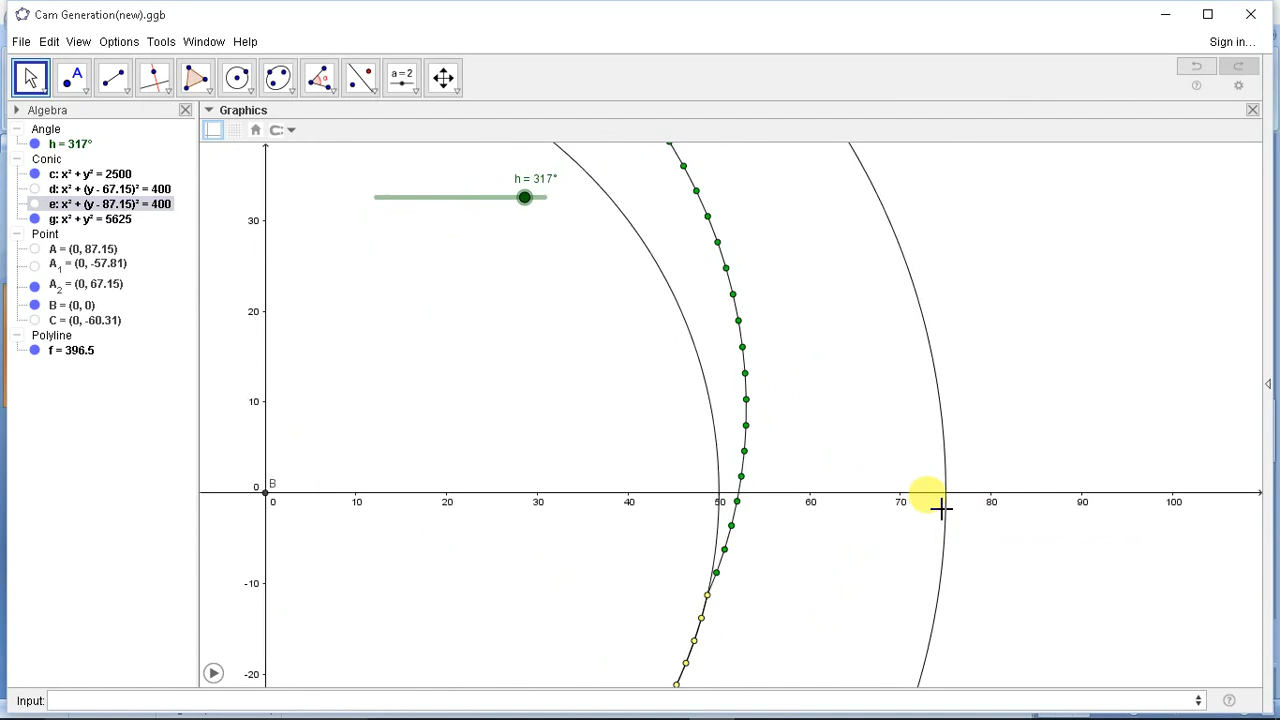 Cam Generation(new).ggb
File Edit View Options Tools Window Help
Sign in...
A
α
a=2
Algebra
Graphics
Angle
h = 317°
Conic
c: x² + y² = 2500
d: x² + (y - 67.15)² = 400
e: x² + (y - 87.15)² = 400
g: x² + y² = 5625
Point
A = (0, 87.15)
A₁ = (0, -57.81)
A₂ = (0, 67.15)
B = (0, 0)
C = (0, -60.31)
Polyline
f = 396.5
h = 317°
30
20
10
0
-10
-20
B
0 10 20 30 40 50 60 70 80 90 100
Input: